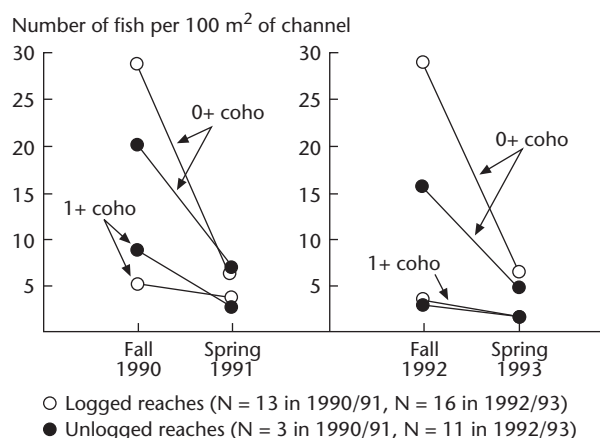 Number of fish per 100 m² of channel
30
25
20
15
10
5
0+ coho
1+ coho
Fall
1990
Spring
1991
30
25
20
15
10
5
0+ coho
1+ coho
Fall
1992
Spring
1993
○ Logged reaches (N = 13 in 1990/91, N = 16 in 1992/93)
● Unlogged reaches (N = 3 in 1990/91, N = 11 in 1992/93)